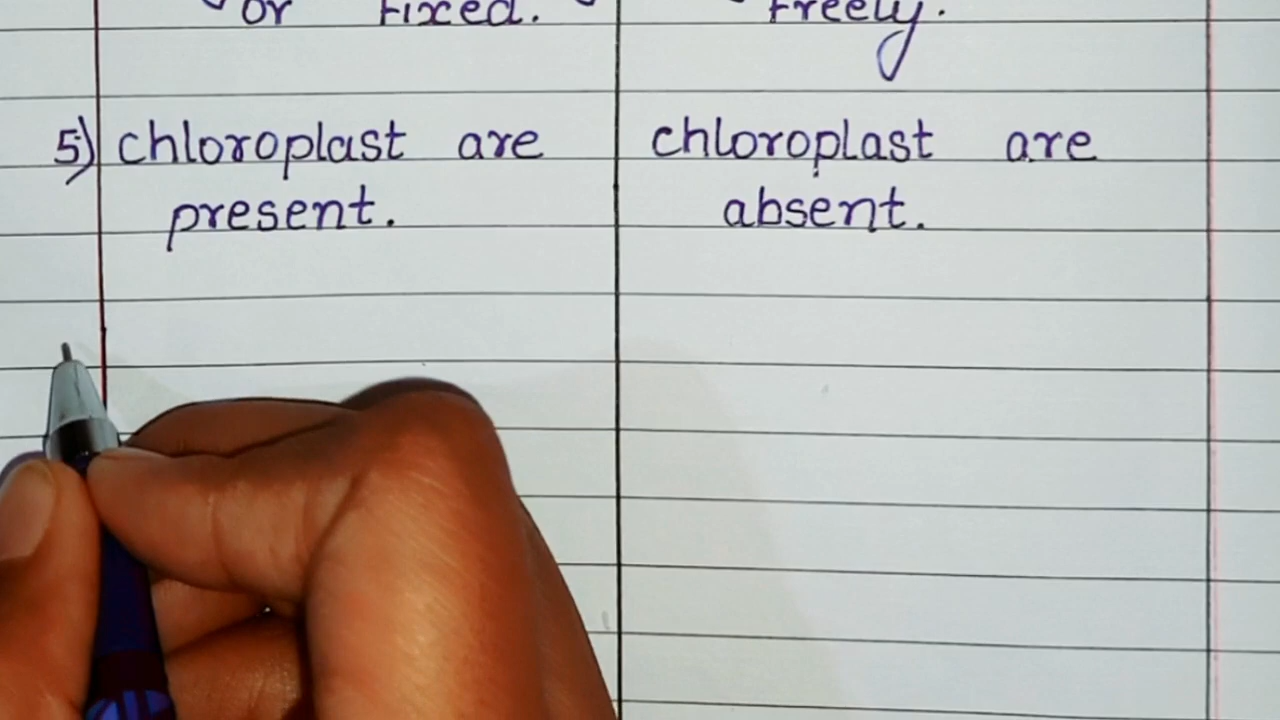 or fixed. freely.
5) chloroplast are chloroplast are
present. absent.